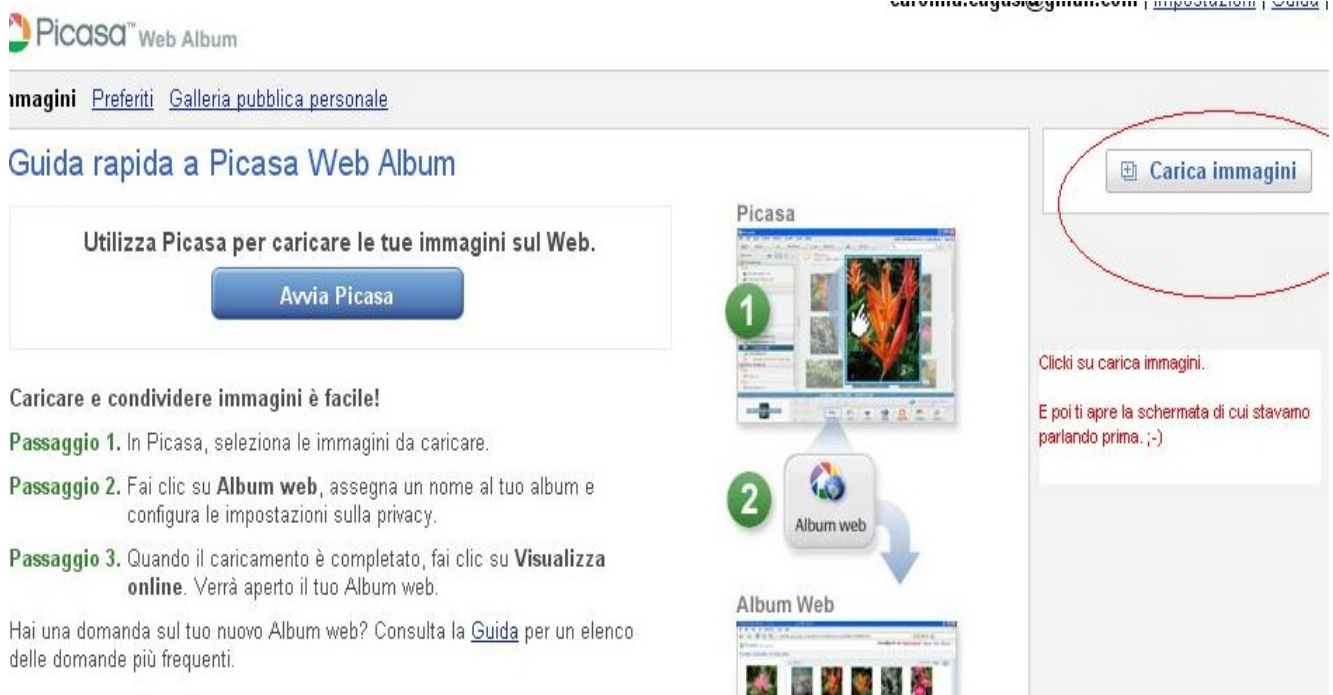 Impostazioni | Guida |
Picasa™ Web Album
mmagini Preferiti Galleria pubblica personale
Guida rapida a Picasa Web Album
Carica immagini
Utilizza Picasa per caricare le tue immagini sul Web.
Avvia Picasa
Caricare e condividere immagini è facile!
Passaggio 1. In Picasa, seleziona le immagini da caricare.
Passaggio 2. Fai clic su Album web, assegna un nome al tuo album e
configura le impostazioni sulla privacy.
Passaggio 3. Quando il caricamento è completato, fai clic su Visualizza
online. Verrà aperto il tuo Album web.
Hai una domanda sul tuo nuovo Album web? Consulta la Guida per un elenco
delle domande più frequenti.
Picasa
1
2
Album web
Album Web
Clicki su carica immagini.
E poi ti apre la schermata di cui stavamo
parlando prima. ;-)